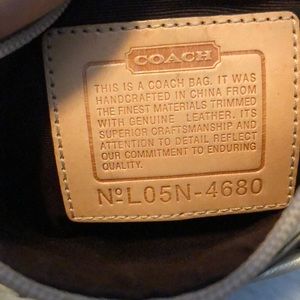 COACH
THIS IS A COACH BAG. IT WAS
HANDCRAFTED IN CHINA FROM
THE FINEST MATERIALS TRIMMED
WITH GENUINE LEATHER. ITS
SUPERIOR CRAFTSMANSHIP AND
ATTENTION TO DETAIL REFLECT
OUR COMMITMENT TO ENDURING
QUALITY.
NºL05N-4680